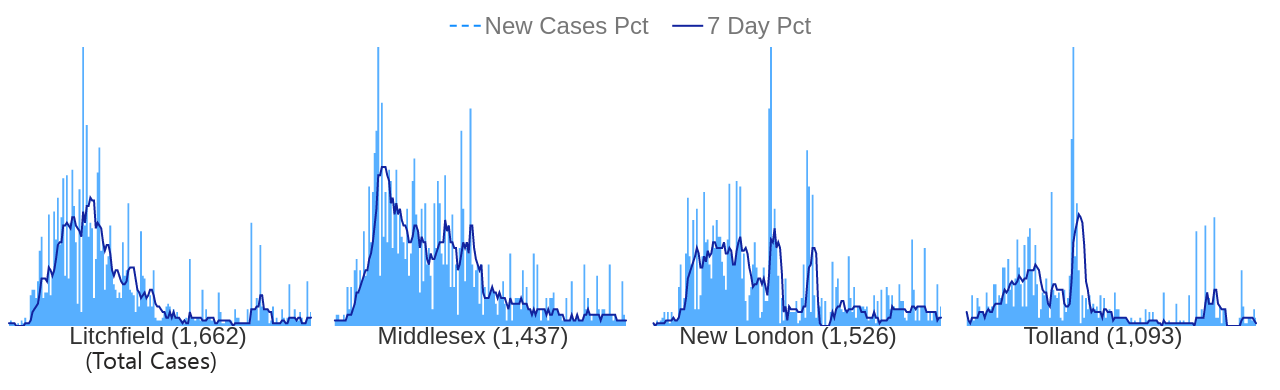 New Cases Pct 7 Day Pct
Litchfield (1,662) Middlesex (1,437) New London (1,526) Tolland (1,093)
(Total Cases)